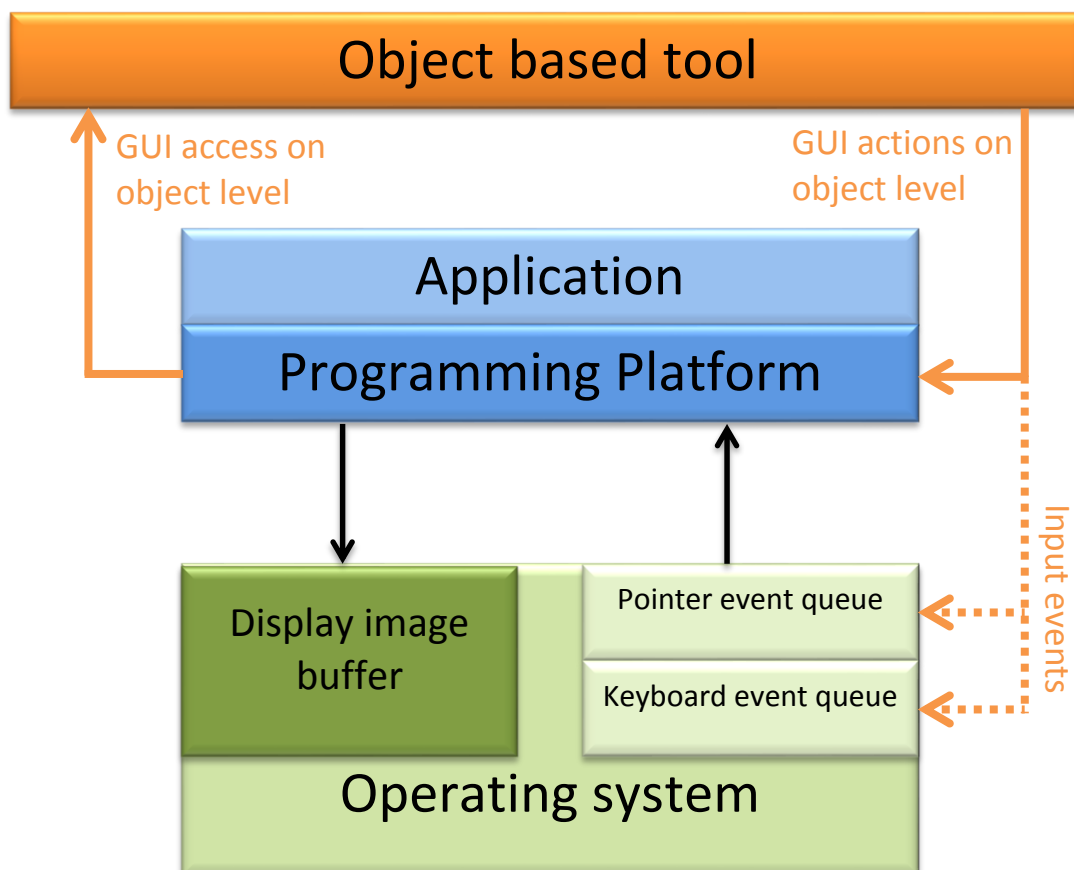 Object based tool
GUI access on
object level
GUI actions on
object level
Application
Programming Platform
Input events
Display image
buffer
Pointer event queue
Keyboard event queue
Operating system